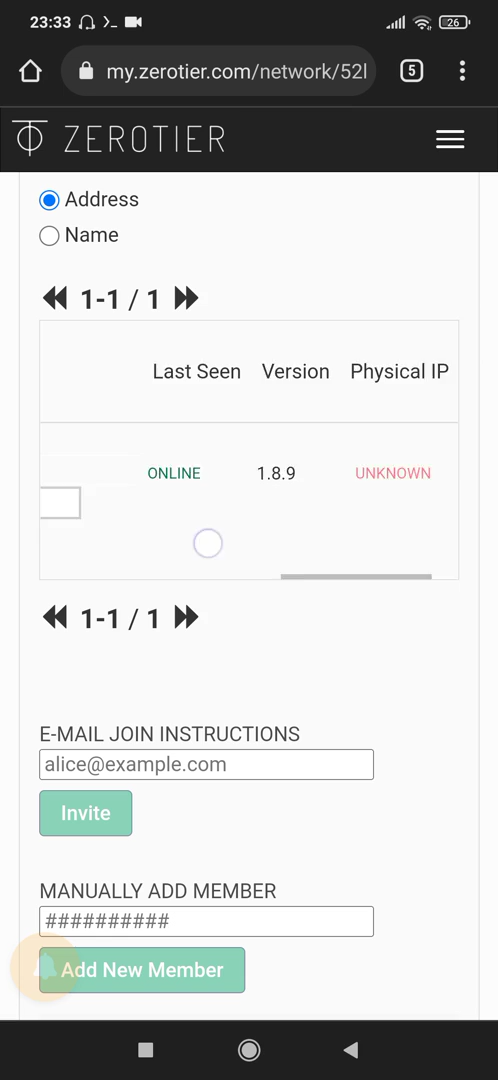 23:33 26
my.zerotier.com/network/52l 5
ZEROTIER
Address
Name
1-1 / 1
Last Seen Version Physical IP
ONLINE 1.8.9 UNKNOWN
1-1 / 1
E-MAIL JOIN INSTRUCTIONS
alice@example.com
Invite
MANUALLY ADD MEMBER
##########
Add New Member